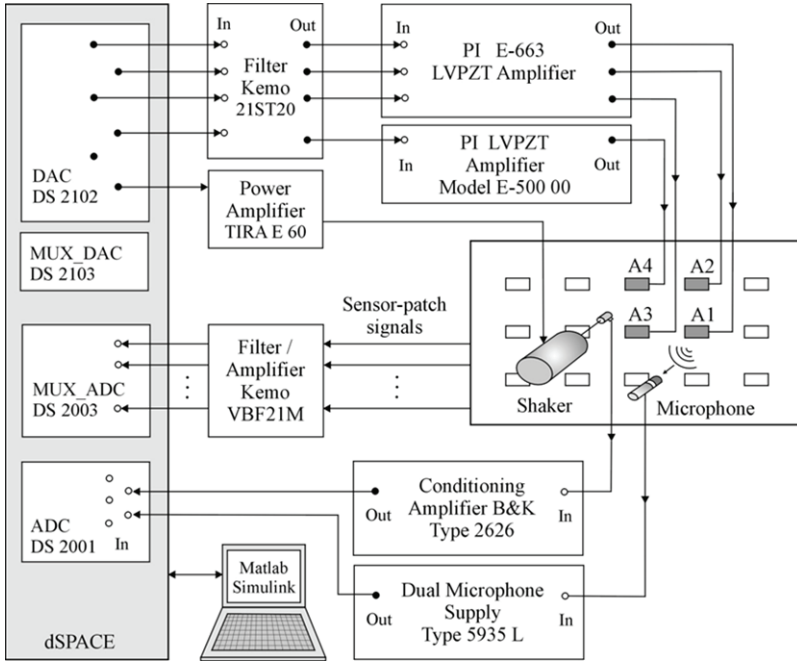 In
Out
Filter
Kemo
21ST20
In
Out
PI E-663
LVPZT Amplifier
PI LVPZT
Amplifier
Model E-500 00
In
Out
DAC
DS 2102
Power
Amplifier
TIRA E 60
MUX_DAC
DS 2103
A4
A2
A3
A1
Sensor-patch
signals
MUX_ADC
DS 2003
Filter /
Amplifier
Kemo
VBF21M
Shaker
Microphone
ADC
DS 2001
In
Conditioning
Amplifier B&K
Type 2626
Out
In
Matlab
Simulink
Dual Microphone
Supply
Type 5935 L
Out
In
dSPACE